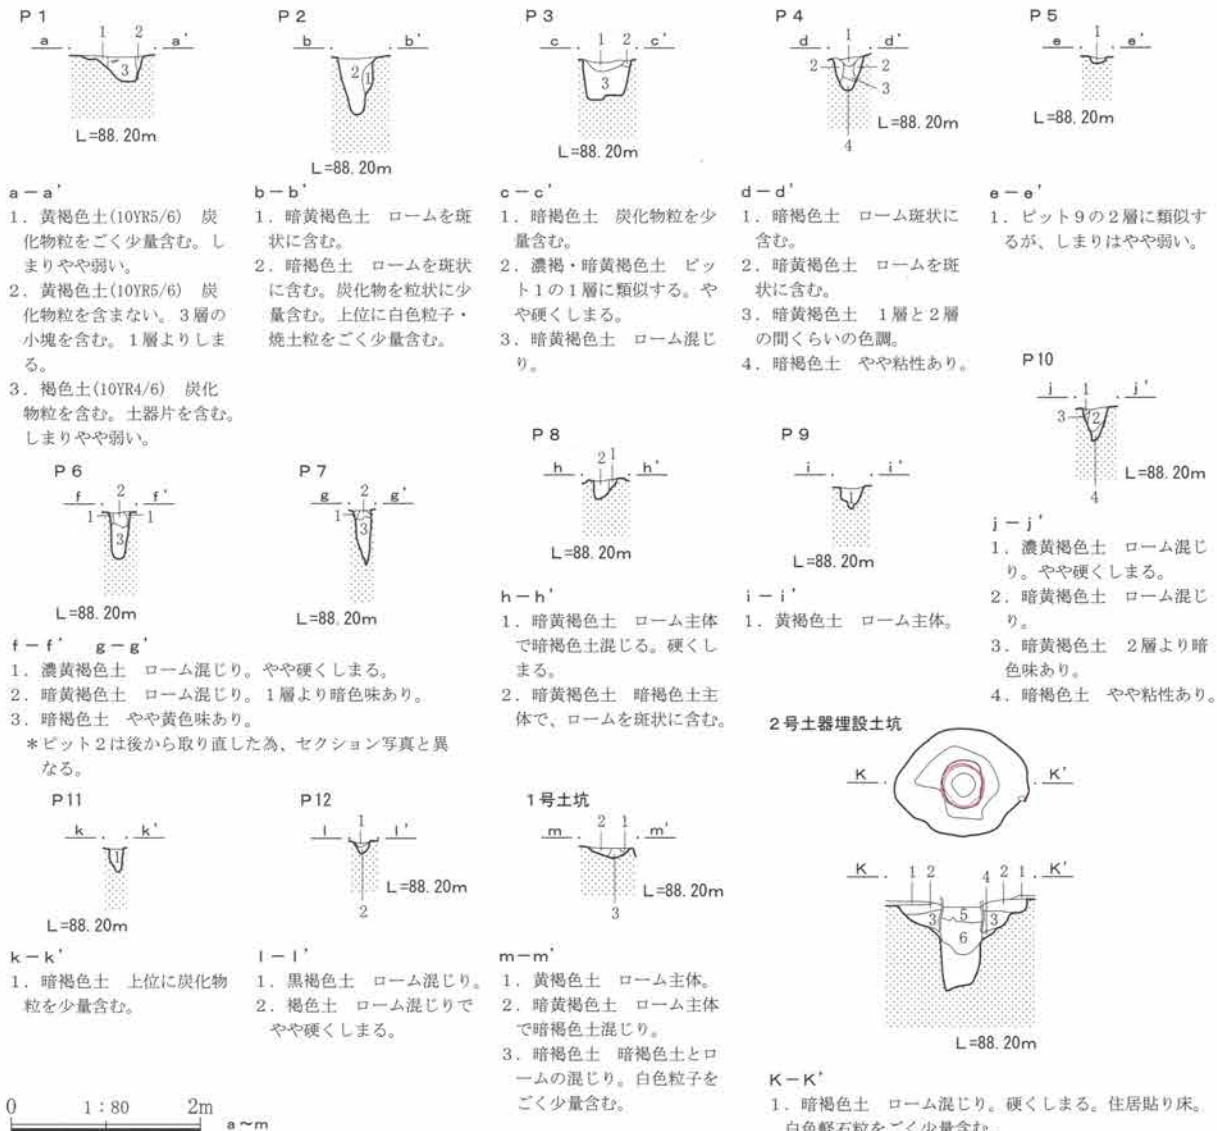 P 1
1 2
a a'
3
L=88.20m
a－a'
1．黄褐色土(10YR5/6)　炭
化物粒をごく少量含む。し
まりやや弱い。
2．黄褐色土(10YR5/6)　炭
化物粒を含まない。3層の
小塊を含む。1層よりしま
る。
3．褐色土(10YR4/6)　炭化
物粒を含む。土器片を含む。
しまりやや弱い。
P 2
b b'
2 1
L=88.20m
b－b'
1．暗黄褐色土　ロームを斑
状に含む。
2．暗褐色土　ロームを斑状
に含む。炭化物を粒状に少
量含む。上位に白色粒子・
焼土粒をごく少量含む。
P 3
1 2
c c'
3
L=88.20m
c－c'
1．暗褐色土　炭化物粒を少
量含む。
2．濃褐・暗黄褐色土　ピッ
ト1の1層に類似する。や
や硬くしまる。
3．暗黄褐色土　ローム混じ
り。
P 4
1
d d'
2 2
3
L=88.20m
4
d－d'
1．暗褐色土　ローム斑状に
含む。
2．暗黄褐色土　ロームを斑
状に含む。
3．暗黄褐色土　1層と2層
の間くらいの色調。
4．暗褐色土　やや粘性あり。
P 5
1
e e'
L=88.20m
e－e'
1．ピット9の2層に類似す
るが、しまりはやや弱い。
P 6
2
f f'
1 1
3
L=88.20m
P 7
2
g g'
1
3
L=88.20m
f－f'　g－g'
1．濃黄褐色土　ローム混じり。やや硬くしまる。
2．暗黄褐色土　ローム混じり。1層より暗色味あり。
3．暗褐色土　やや黄色味あり。
＊ピット2は後から取り直した為、セクション写真と異
なる。
P 8
2 1
h h'
L=88.20m
h－h'
1．暗黄褐色土　ローム主体
で暗褐色土混じる。硬くし
まる。
2．暗黄褐色土　暗褐色土主
体で、ロームを斑状に含む。
P 9
i i'
1
L=88.20m
i－i'
1．黄褐色土　ローム主体。
P10
j 1 j'
3 2
L=88.20m
4
j－j'
1．濃黄褐色土　ローム混じ
り。やや硬くしまる。
2．暗黄褐色土　ローム混じ
り。
3．暗黄褐色土　2層より暗
色味あり。
4．暗褐色土　やや粘性あり。
P11
k k'
1
L=88.20m
k－k'
1．暗褐色土　上位に炭化物
粒を少量含む。
P12
1
l l'
L=88.20m
2
l－l'
1．黒褐色土　ローム混じり。
2．褐色土　ローム混じりで
やや硬くしまる。
1号土坑
2 1
m m'
L=88.20m
3
m－m'
1．黄褐色土　ローム主体。
2．暗黄褐色土　ローム主体
で暗褐色土混じり。
3．暗褐色土　暗褐色土とロ
ームの混じり。白色粒子を
ごく少量含む。
2号土器埋設土坑
K K'
K 1 2 4 2 1 K'
3 5 3
6
L=88.20m
K－K'
1．暗褐色土　ローム混じり。硬くしまる。住居貼り床。
白色軽石粒をごく少量含む。
0 1：80 2m
a～m